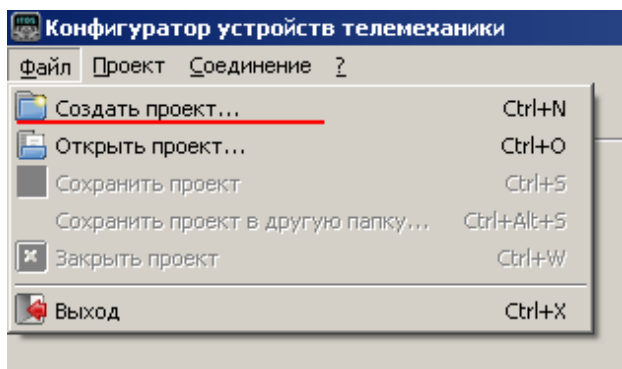 Конфигуратор устройств телемеханики
Файл Проект Соединение ?
Создать проект... Ctrl+N
Открыть проект... Ctrl+O
Сохранить проект Ctrl+S
Сохранить проект в другую папку... Ctrl+Alt+S
Закрыть проект Ctrl+W
Выход Ctrl+X